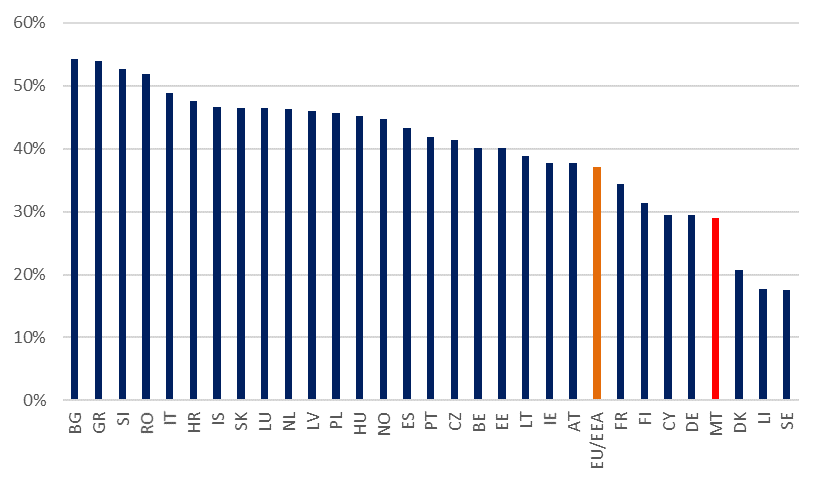 60%
50%
40%
30%
20%
10%
0%
BG
GR
SI
RO
IT
HR
IS
SK
LU
NL
LV
PL
HU
NO
ES
PT
CZ
BE
EE
LT
IE
AT
EU/EEA
FR
FI
CY
DE
MT
DK
LI
SE